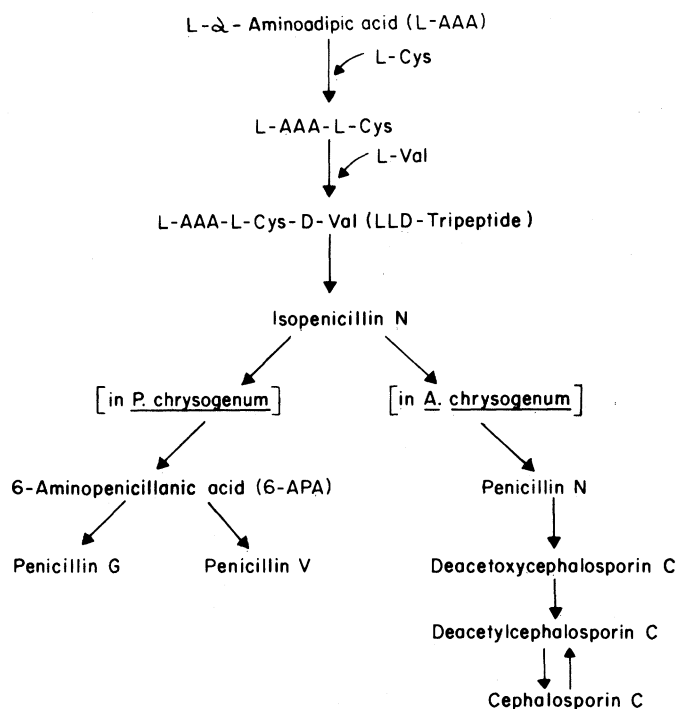 L-α- Aminoadipic acid (L-AAA)
L-Cys
L-AAA-L-Cys
L-Val
L-AAA-L-Cys-D-Val (LLD-Tripeptide)
Isopenicillin N
[in P. chrysogenum]
[in A. chrysogenum]
6-Aminopenicillanic acid (6-APA)
Penicillin N
Penicillin G
Penicillin V
Deacetoxycephalosporin C
Deacetylcephalosporin C
Cephalosporin C